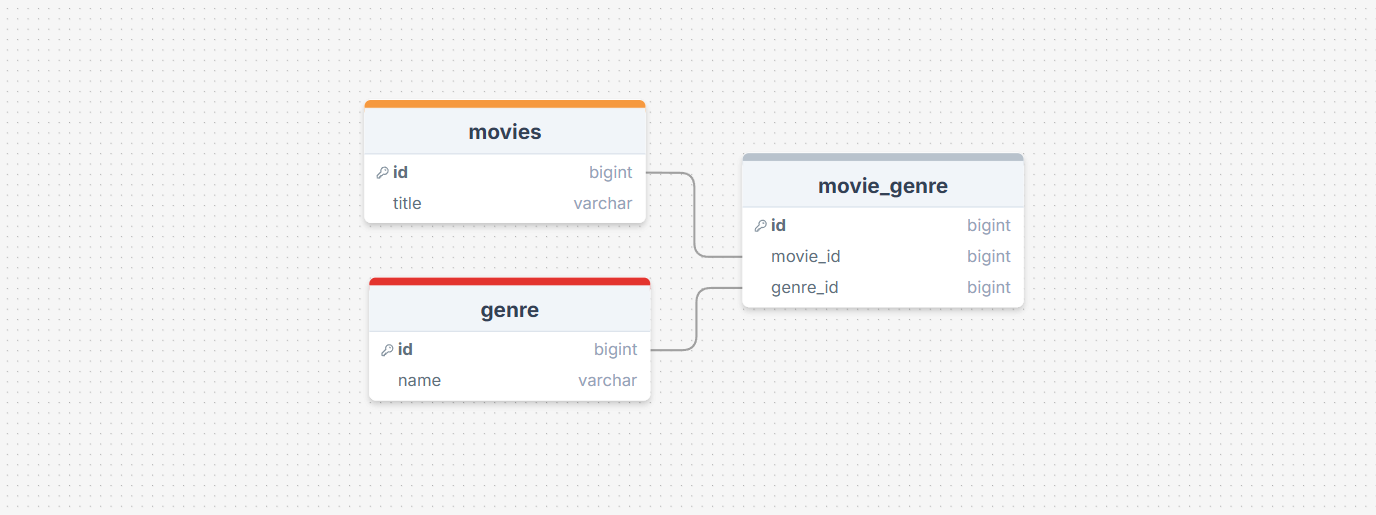 movies
id bigint
title varchar
genre
id bigint
name varchar
movie_genre
id bigint
movie_id bigint
genre_id bigint